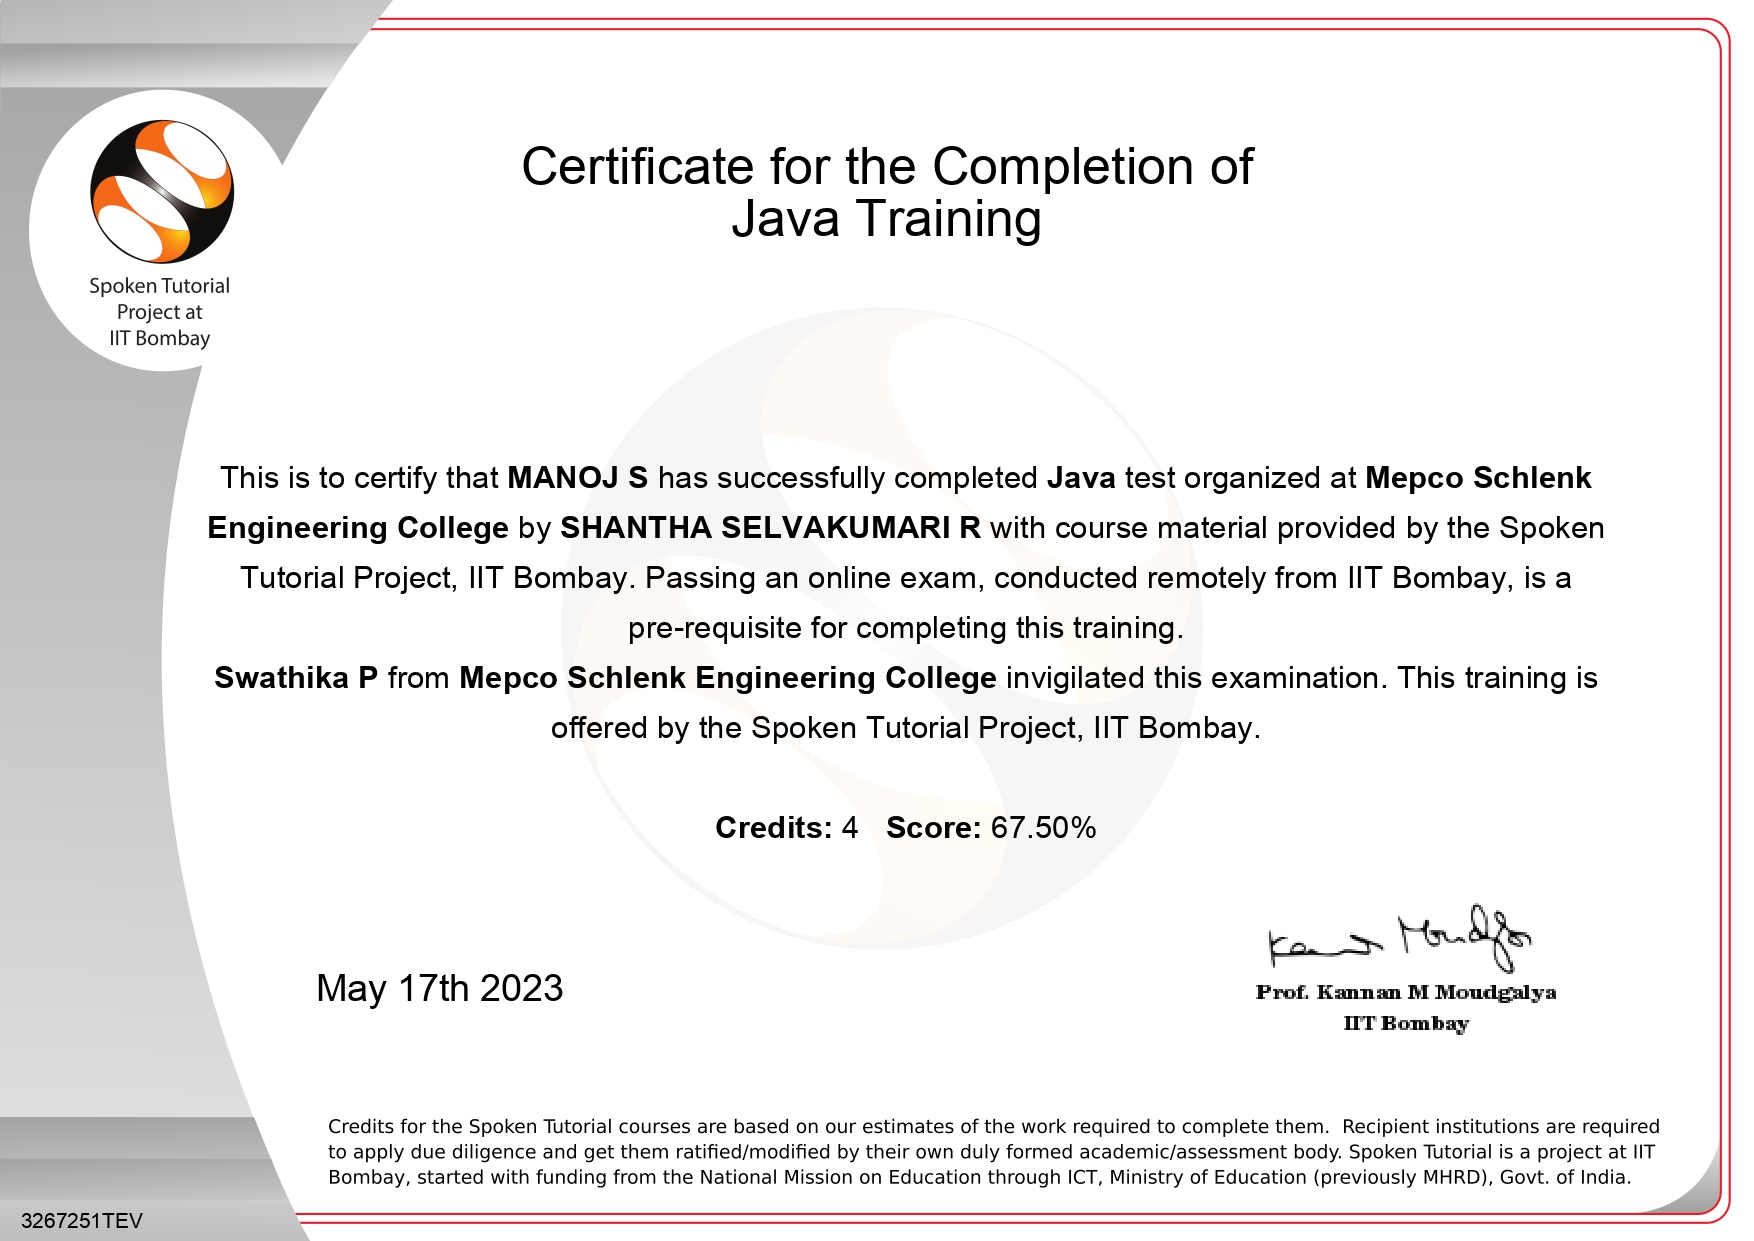 Spoken Tutorial
Project at
IIT Bombay
Certificate for the Completion of
Java Training
This is to certify that MANOJ S has successfully completed Java test organized at Mepco Schlenk
Engineering College by SHANTHA SELVAKUMARI R with course material provided by the Spoken
Tutorial Project, IIT Bombay. Passing an online exam, conducted remotely from IIT Bombay, is a
pre-requisite for completing this training.
Swathika P from Mepco Schlenk Engineering College invigilated this examination. This training is
offered by the Spoken Tutorial Project, IIT Bombay.
Credits: 4 Score: 67.50%
May 17th 2023
Kannan Moudgalya
Prof. Kannan M Moudgalya
IIT Bombay
Credits for the Spoken Tutorial courses are based on our estimates of the work required to complete them. Recipient institutions are required
to apply due diligence and get them ratified/modified by their own duly formed academic/assessment body. Spoken Tutorial is a project at IIT
Bombay, started with funding from the National Mission on Education through ICT, Ministry of Education (previously MHRD), Govt. of India.
3267251TEV